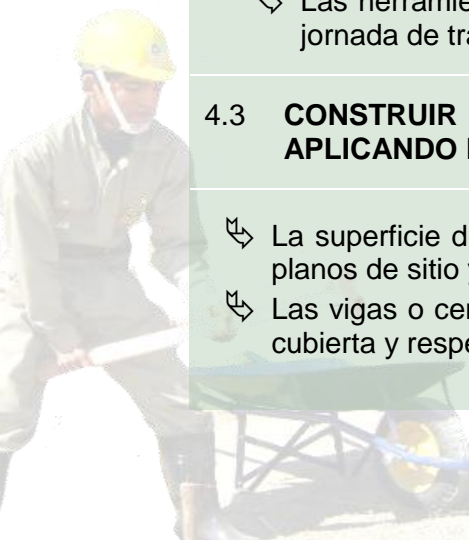 Las herramie
jornada de tra
4.3 CONSTRUIR
APLICANDO
La superficie d
planos de sitio y
Las vigas o cer
cubierta y respe